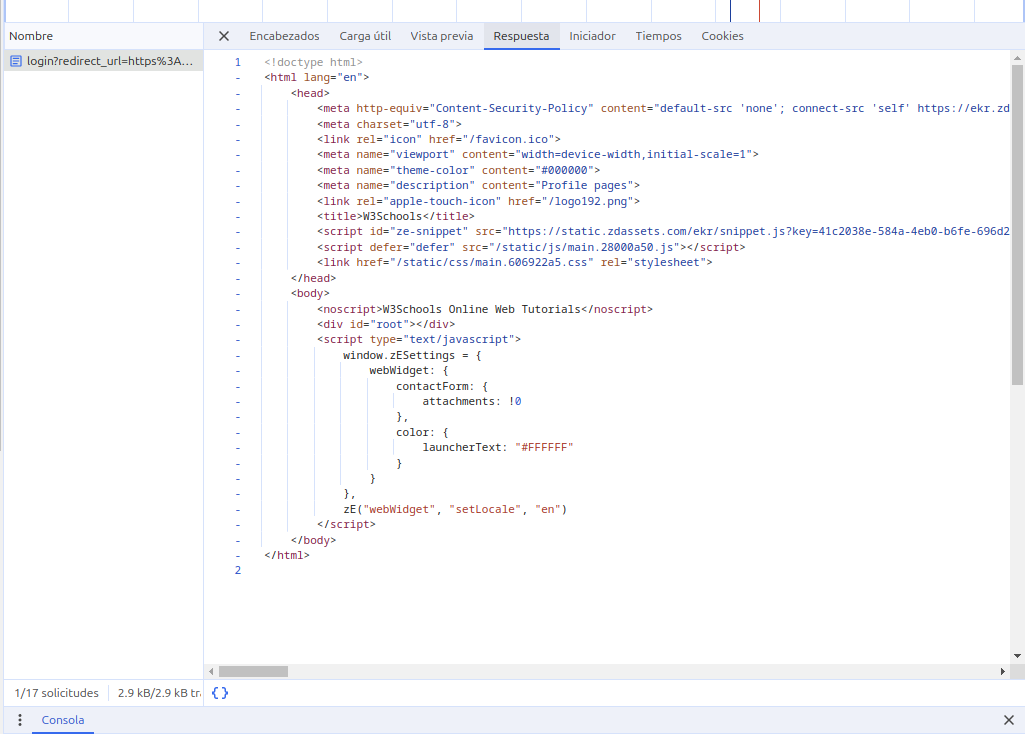 Nombre
Encabezados Carga útil Vista previa Respuesta Iniciador Tiempos Cookies
login?redirect_url=https%3A...
1 <!doctype html>
- <html lang="en">
- <head>
- <meta http-equiv="Content-Security-Policy" content="default-src 'none'; connect-src 'self' https://ekr.zd
- <meta charset="utf-8">
- <link rel="icon" href="/favicon.ico">
- <meta name="viewport" content="width=device-width,initial-scale=1">
- <meta name="theme-color" content="#000000">
- <meta name="description" content="Profile pages">
- <link rel="apple-touch-icon" href="/logo192.png">
- <title>W3Schools</title>
- <script id="ze-snippet" src="https://static.zdassets.com/ekr/snippet.js?key=41c2038e-584a-4eb0-b6fe-696d2
- <script defer="defer" src="/static/js/main.28000a50.js"></script>
- <link href="/static/css/main.606922a5.css" rel="stylesheet">
- </head>
- <body>
- <noscript>W3Schools Online Web Tutorials</noscript>
- <div id="root"></div>
- <script type="text/javascript">
- window.zESettings = {
- webWidget: {
- contactForm: {
- attachments: !0
- },
- color: {
- launcherText: "#FFFFFF"
- }
- }
- },
- zE("webWidget", "setLocale", "en")
- </script>
- </body>
- </html>
2
1/17 solicitudes 2.9 kB/2.9 kB tra {}
Consola